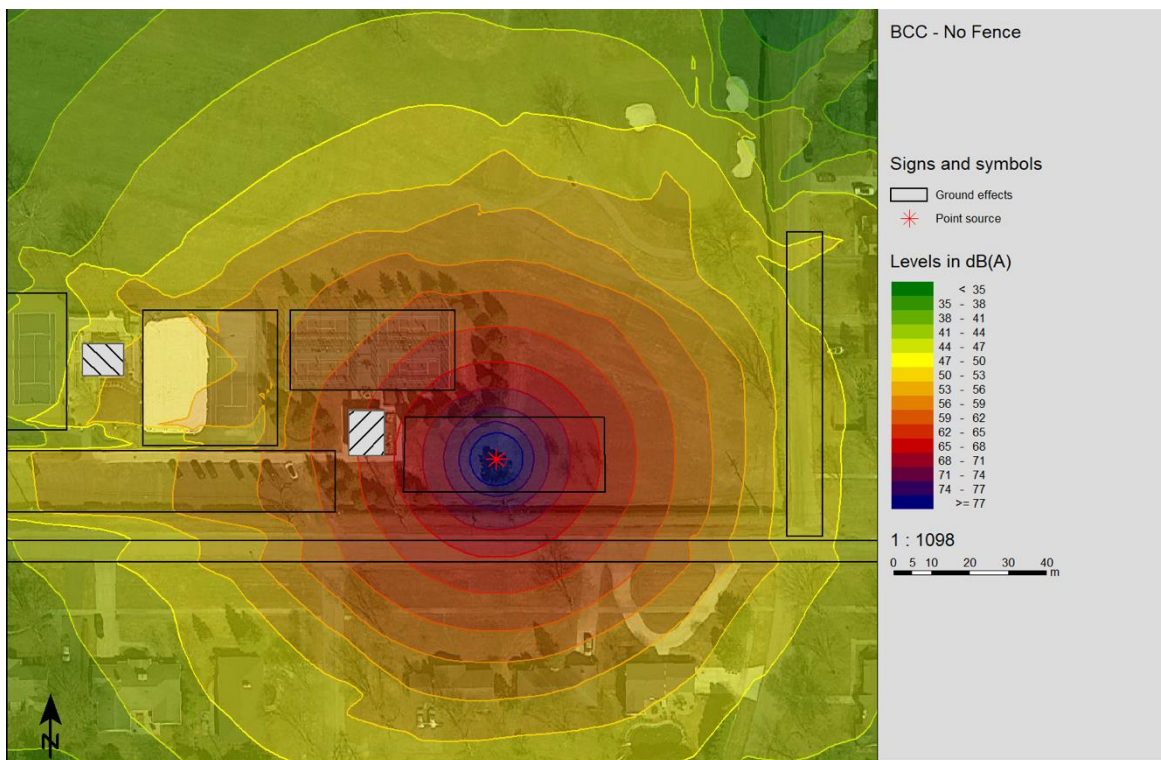 BCC - No Fence
Signs and symbols
Ground effects
Point source
Levels in dB(A)
< 35
35 - 38
38 - 41
41 - 44
44 - 47
47 - 50
50 - 53
53 - 56
56 - 59
59 - 62
62 - 65
65 - 68
68 - 71
71 - 74
74 - 77
>= 77
1 : 1098
0 5 10 20 30 40
m
N